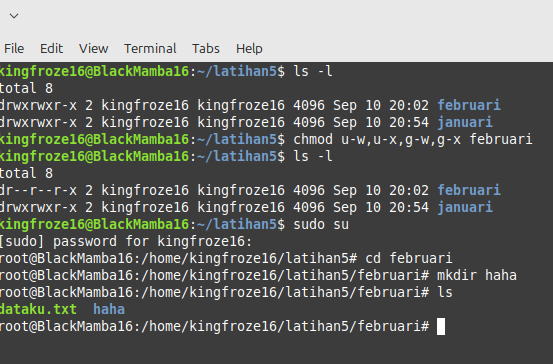 File Edit View Terminal Tabs Help
kingfroze16@BlackMamba16:~/latihan5$ ls -l
total 8
drwxrwxr-x 2 kingfroze16 kingfroze16 4096 Sep 10 20:02 februari
drwxrwxr-x 2 kingfroze16 kingfroze16 4096 Sep 10 20:54 januari
kingfroze16@BlackMamba16:~/latihan5$ chmod u-w,u-x,g-w,g-x februari
kingfroze16@BlackMamba16:~/latihan5$ ls -l
total 8
dr--r--r-x 2 kingfroze16 kingfroze16 4096 Sep 10 20:02 februari
drwxrwxr-x 2 kingfroze16 kingfroze16 4096 Sep 10 20:54 januari
kingfroze16@BlackMamba16:~/latihan5$ sudo su
[sudo] password for kingfroze16:
root@BlackMamba16:/home/kingfroze16/latihan5# cd februari
root@BlackMamba16:/home/kingfroze16/latihan5/februari# mkdir haha
root@BlackMamba16:/home/kingfroze16/latihan5/februari# ls
dataku.txt haha
root@BlackMamba16:/home/kingfroze16/latihan5/februari#